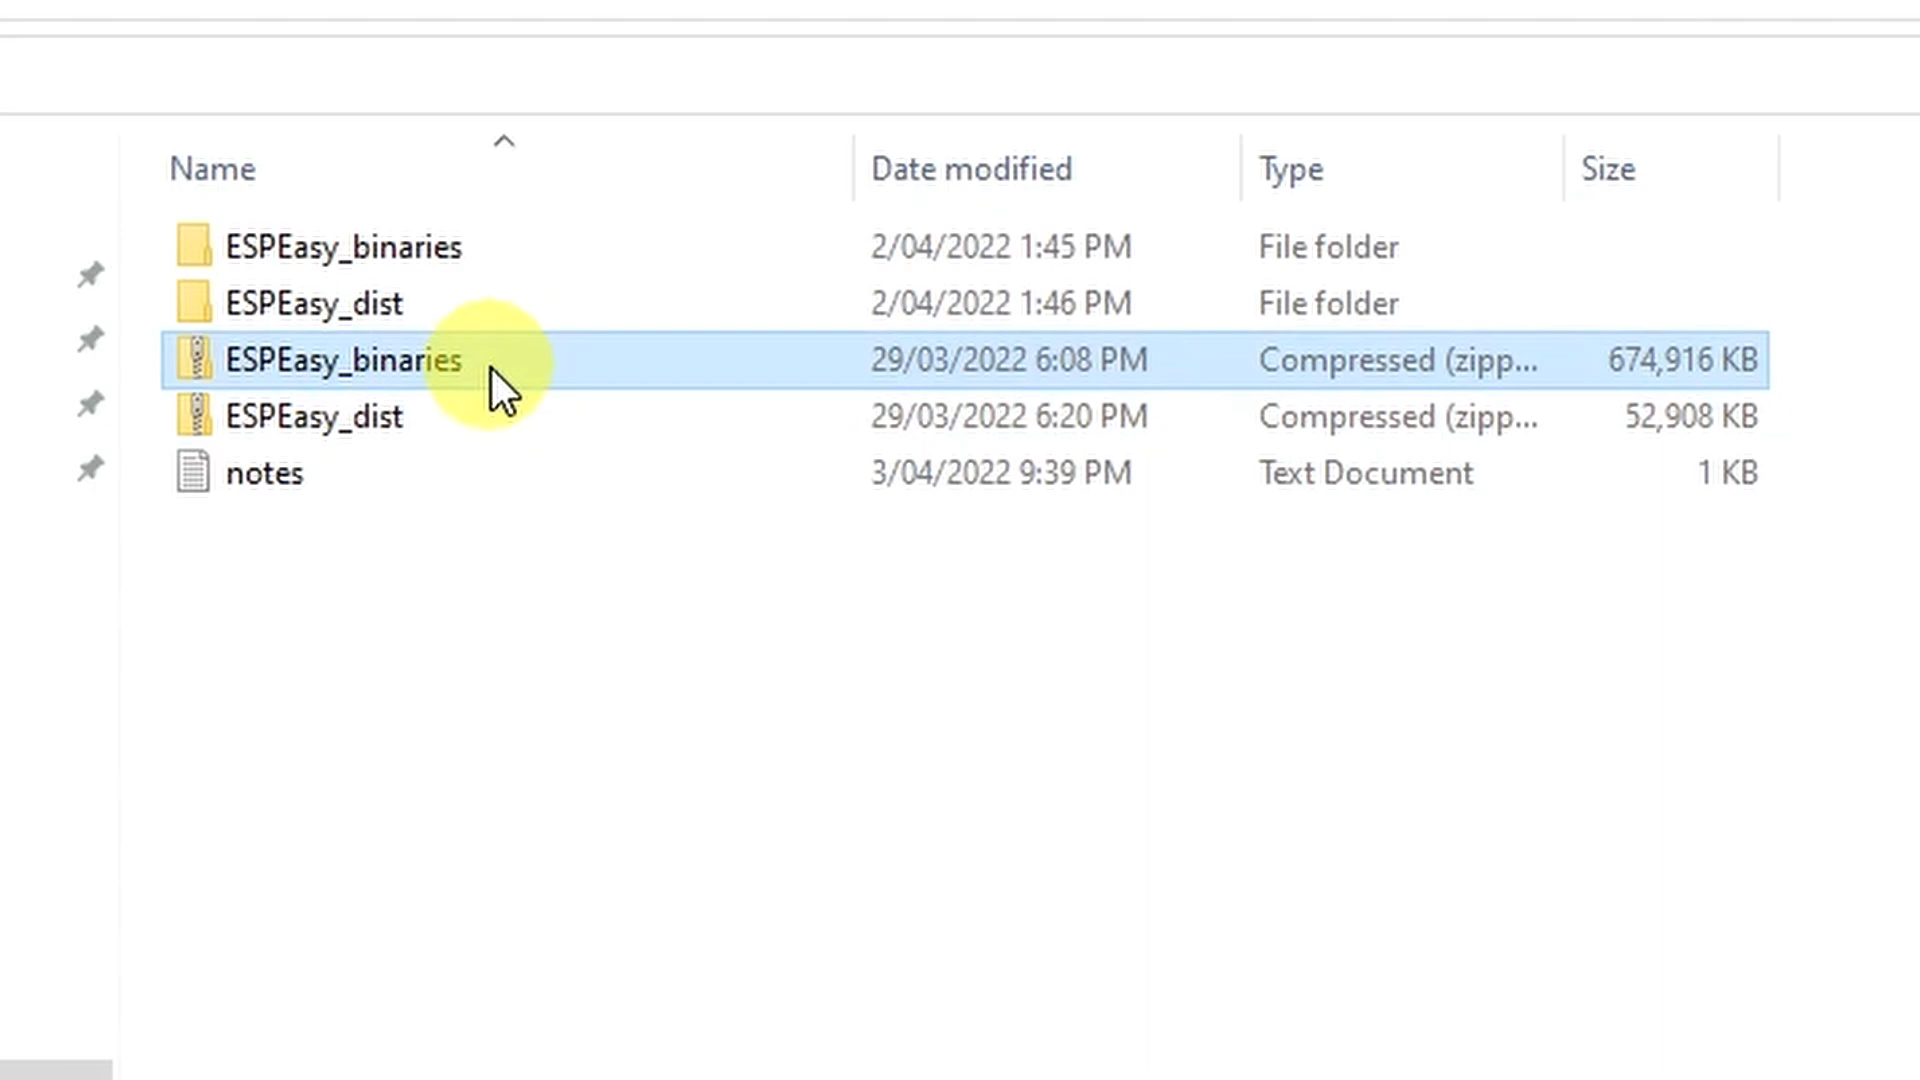 Name Date modified Type Size
ESPEasy_binaries 2/04/2022 1:45 PM File folder
ESPEasy_dist 2/04/2022 1:46 PM File folder
ESPEasy_binaries 29/03/2022 6:08 PM Compressed (zipp... 674,916 KB
ESPEasy_dist 29/03/2022 6:20 PM Compressed (zipp... 52,908 KB
notes 3/04/2022 9:39 PM Text Document 1 KB